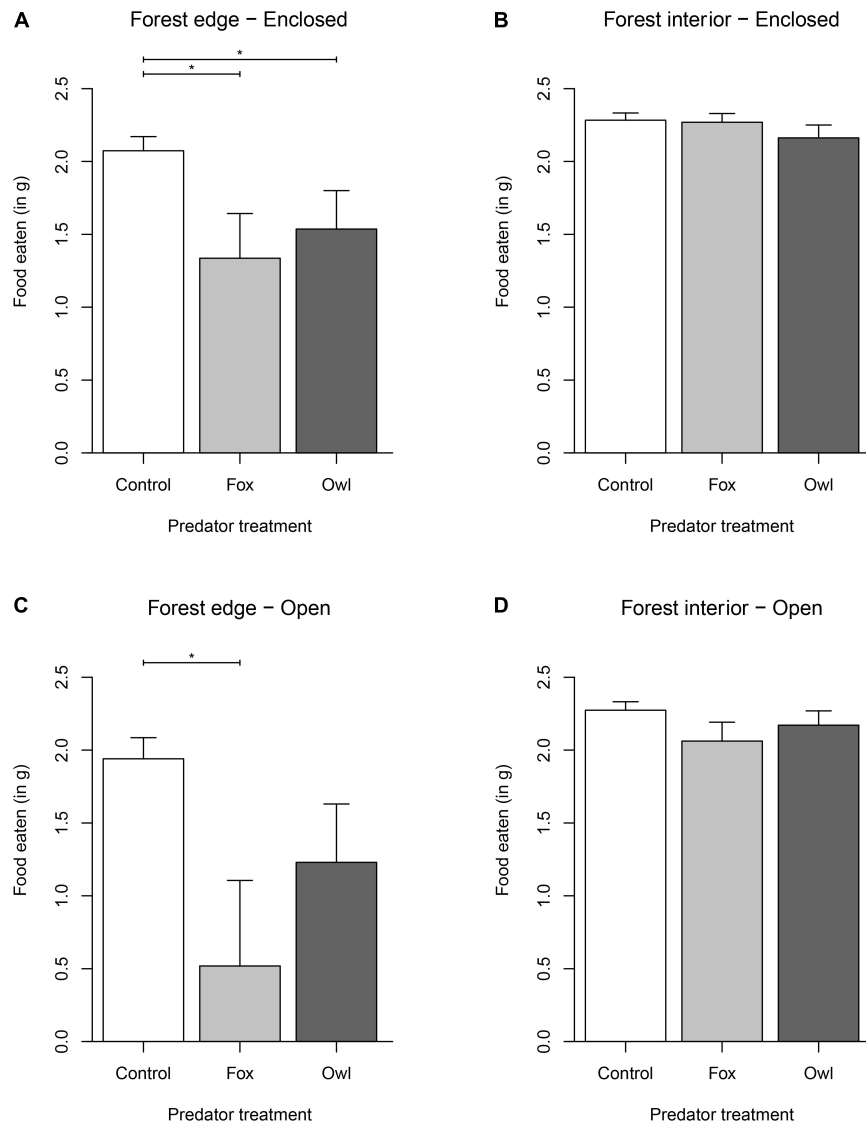 A
Forest edge – Enclosed
*
*
Food eaten (in g)
2.5
2.0
1.5
1.0
0.5
0.0
Control Fox Owl
Predator treatment
B
Forest interior – Enclosed
Food eaten (in g)
2.5
2.0
1.5
1.0
0.5
0.0
Control Fox Owl
Predator treatment
C
Forest edge – Open
*
Food eaten (in g)
2.5
2.0
1.5
1.0
0.5
0.0
Control Fox Owl
Predator treatment
D
Forest interior – Open
Food eaten (in g)
2.5
2.0
1.5
1.0
0.5
0.0
Control Fox Owl
Predator treatment